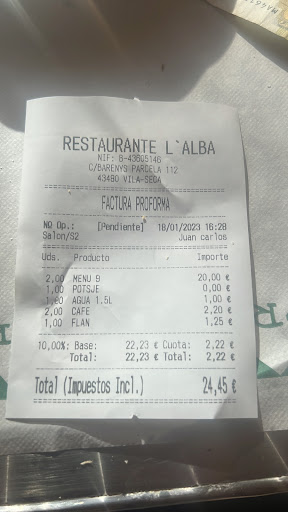 RESTAURANTE L`ALBA
NIF: B-43605146
C/BARENYS PARCELA 112
43480 VILA-SECA
FACTURA PROFORMA
NO Op.: [Pendiente] 18/01/2023 16:28
Salon/S2 Juan carlos
Uds. Producto Importe
2,00 MENU 9 20,00 €
1,00 POTSJE 0,00 €
1,00 AGUA 1.5L 1,00 €
2,00 CAFE 2,20 €
1,00 FLAN 1,25 €
10,00%: Base: 22,23 € Cuota: 2,22 €
Total: 22,23 € Total: 2,22 €
Total (Impuestos Incl.) 24,45 €